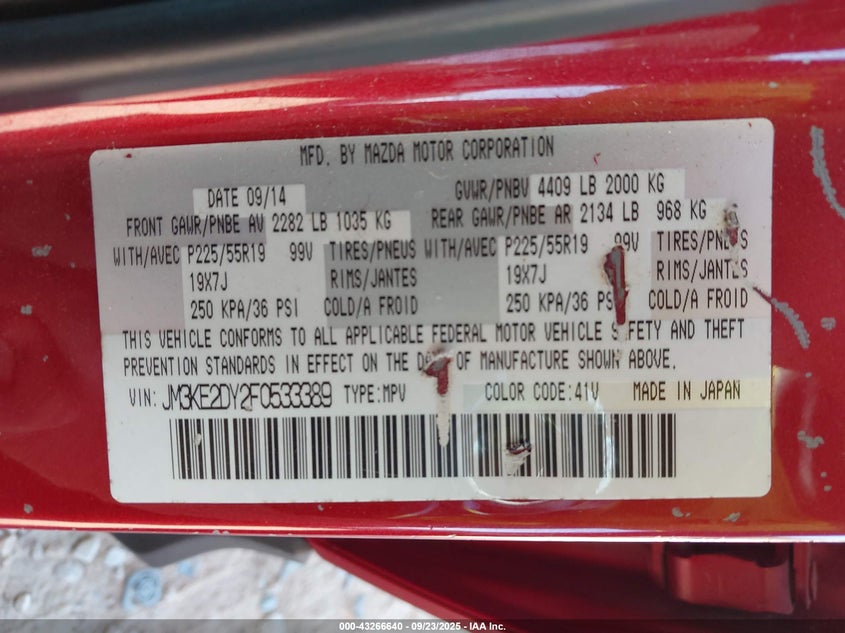 MFD. BY MAZDA MOTOR CORPORATION
DATE 09/14 GVWR/PNBV 4409 LB 2000 KG
FRONT GAWR/PNBE AV 2282 LB 1035 KG REAR GAWR/PNBE AR 2134 LB 968 KG
WITH/AVEC P225/55R19 99V TIRES/PNEUS WITH/AVEC P225/55R19 99V TIRES/PNEUS
19X7J RIMS/JANTES 19X7J RIMS/JANTES
250 KPA/36 PSI COLD/A FROID 250 KPA/36 PSI COLD/A FROID
THIS VEHICLE CONFORMS TO ALL APPLICABLE FEDERAL MOTOR VEHICLE SAFETY AND THEFT
PREVENTION STANDARDS IN EFFECT ON THE DATE OF MANUFACTURE SHOWN ABOVE.
VIN: JM3KE2DY2F0533389 TYPE:MPV COLOR CODE:41V MADE IN JAPAN
000-43266640 - 09/23/2025 - IAA Inc.